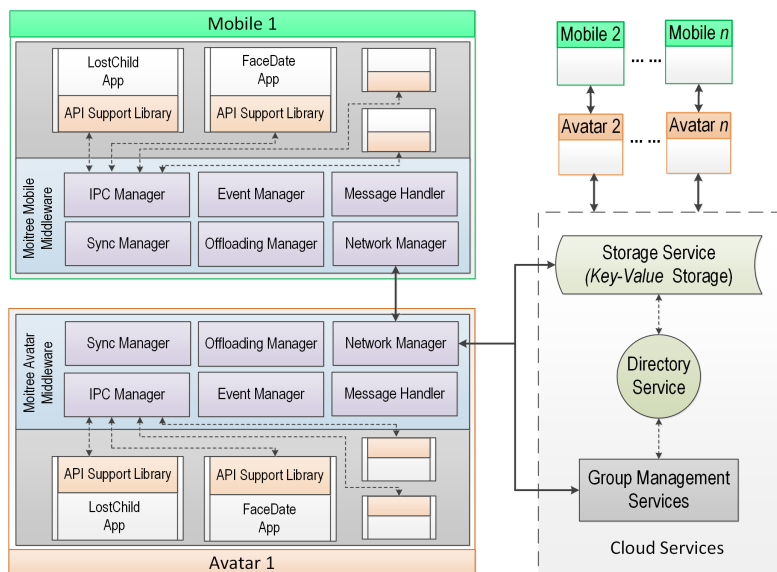 Mobile 1
LostChild
App
API Support Library
FaceDate
App
API Support Library
Moitree Mobile
Middleware
IPC Manager
Event Manager
Message Handler
Sync Manager
Offloading Manager
Network Manager
Moitree Avatar
Middleware
Sync Manager
Offloading Manager
Network Manager
IPC Manager
Event Manager
Message Handler
API Support Library
LostChild
App
API Support Library
FaceDate
App
Avatar 1
Mobile 2
... ...
Mobile n
Avatar 2
... ...
Avatar n
Storage Service
(Key-Value Storage)
Directory
Service
Group Management
Services
Cloud Services